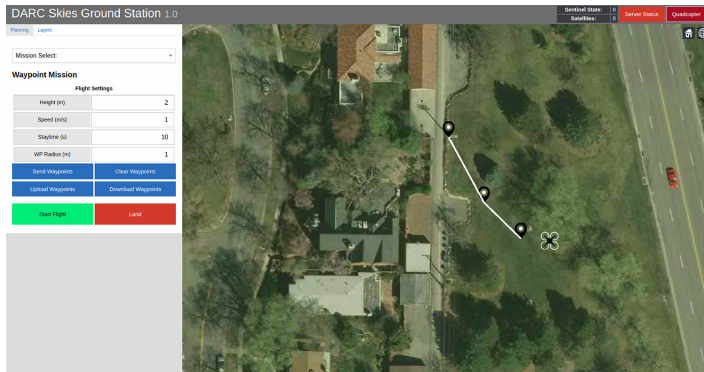 DARC Skies Ground Station 1.0
Sentinel State: 0
Satellites: 0
Server Status
Quadcopter
Planning
Layers
Mission Select:
Waypoint Mission
Flight Settings
Height (m) 2
Speed (m/s) 1
Staytime (s) 10
WP Radius (m) 1
Send Waypoints
Clear Waypoints
Upload Waypoints
Download Waypoints
Start Flight
Land